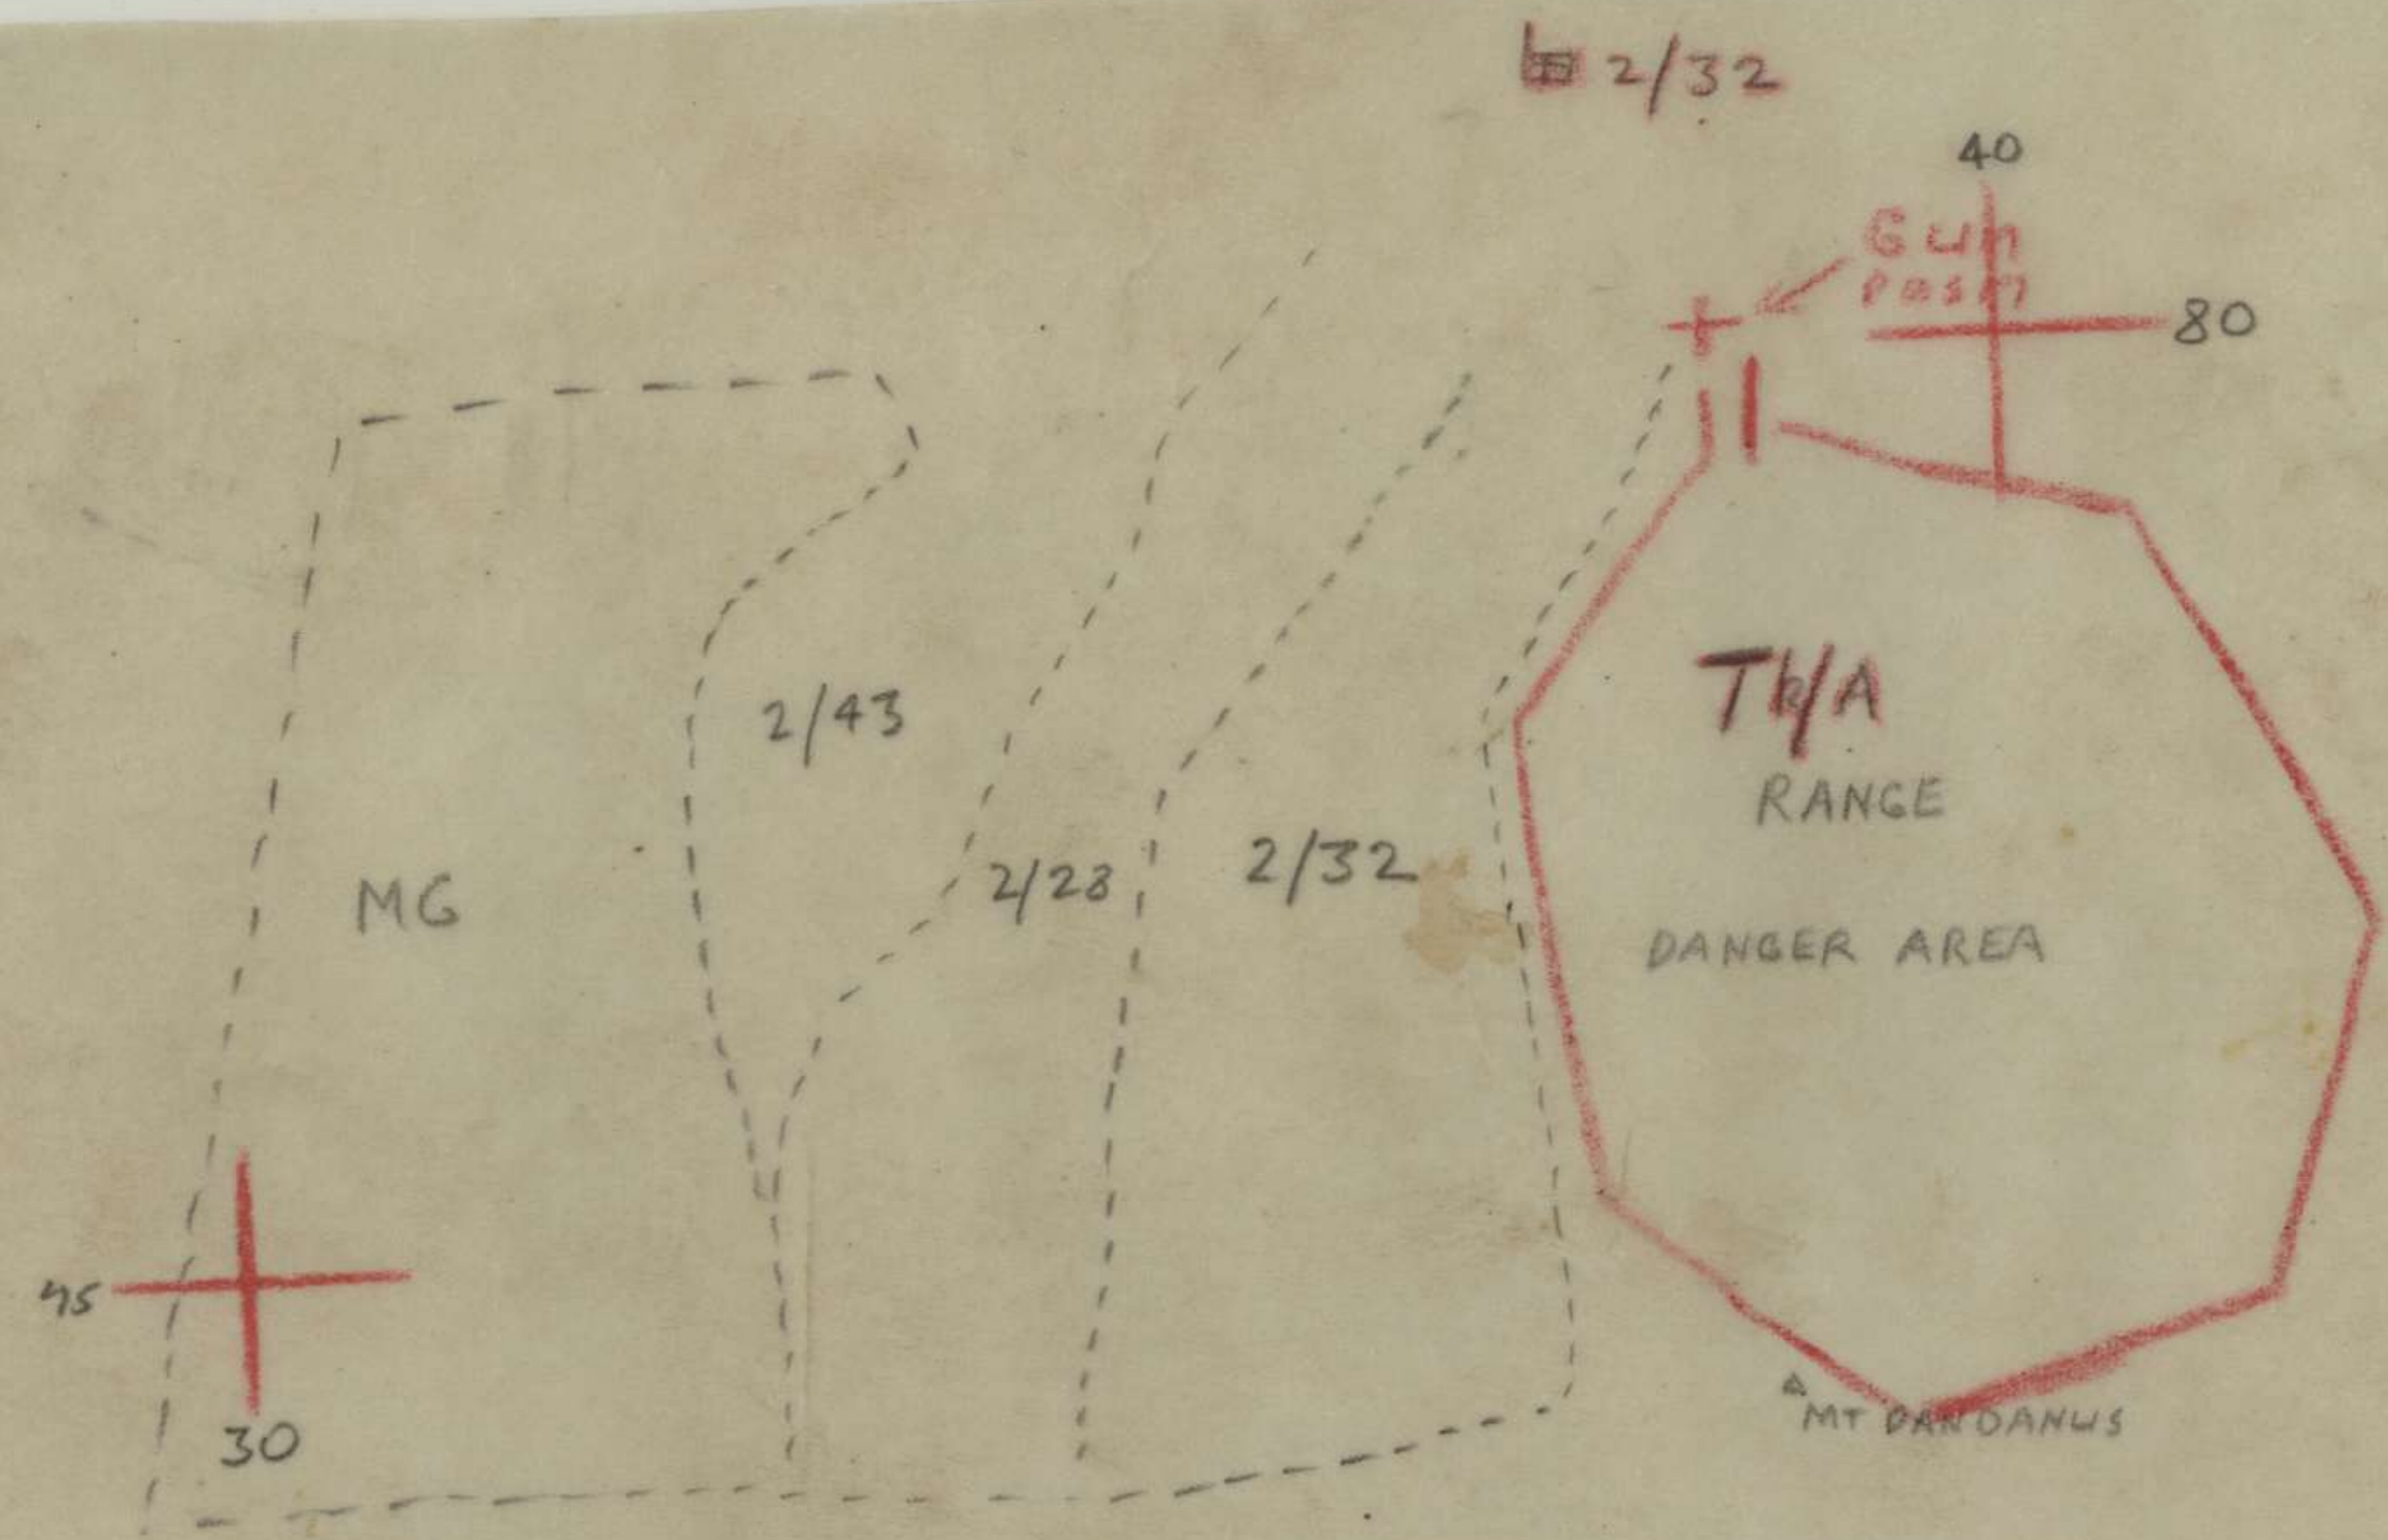 2/32
40
Gun
Posn
80
2/43
Tk/A
RANGE
2/32
2/28
MG
DANGER AREA
45
30
MT DANDANUS